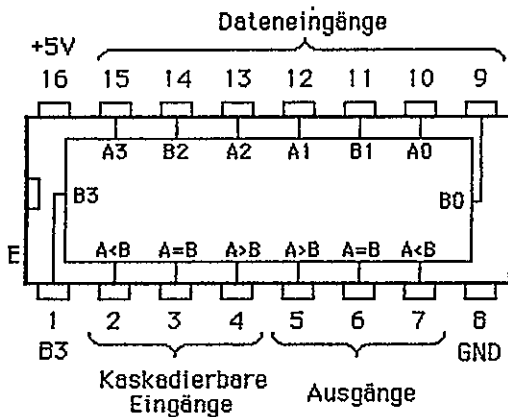 Dateneingänge
+5V
16 15 14 13 12 11 10 9
A3 B2 A2 A1 B1 A0
B3 B0
E
A<B A=B A>B A>B A=B A<B
1 2 3 4 5 6 7 8
B3 GND
Kaskadierbare
Eingänge
Ausgänge